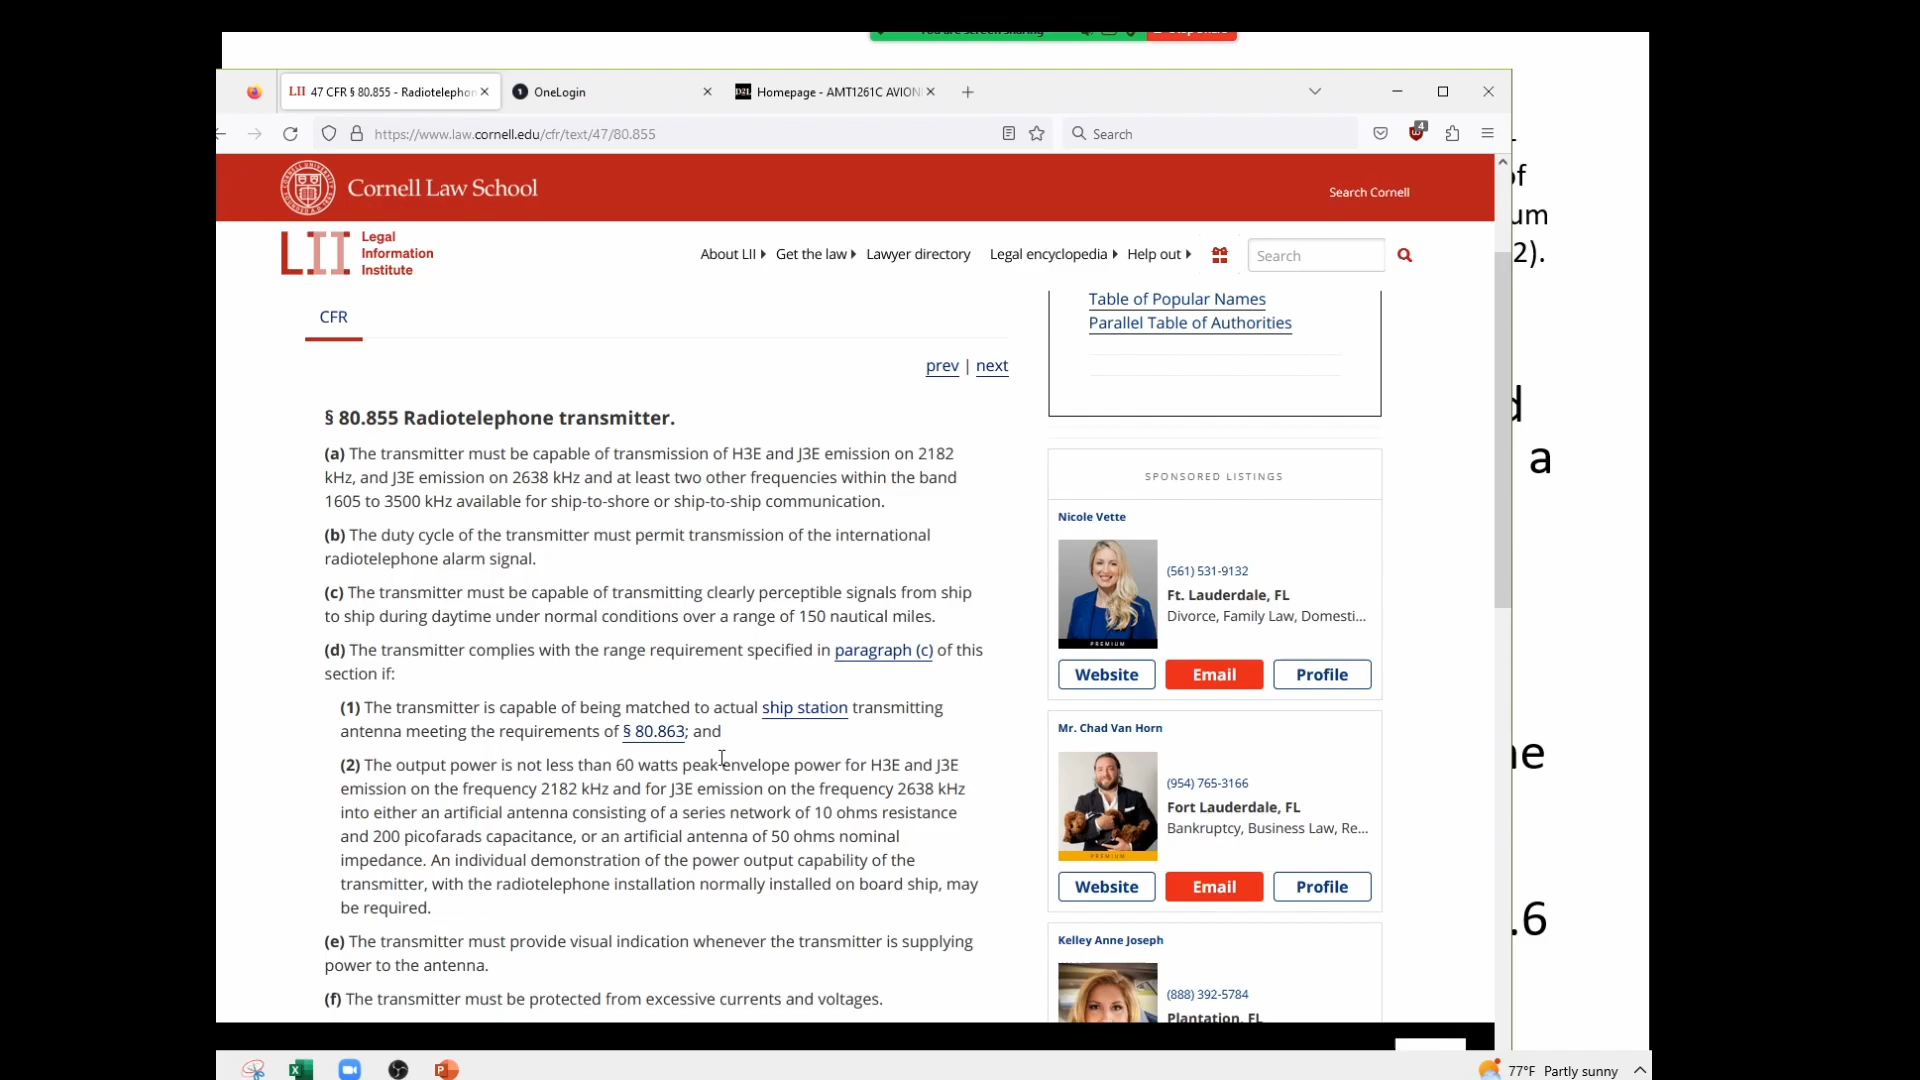 You are screen sharing
LII 47 CFR § 80.855 - Radiotelephon
OneLogin
D2L Homepage - AMT1261C AVION
https://www.law.cornell.edu/cfr/text/47/80.855
Search
4
Cornell Law School
Search Cornell
LII Legal Information Institute
About LII
Get the law
Lawyer directory
Legal encyclopedia
Help out
Search
CFR
prev | next
Table of Popular Names
Parallel Table of Authorities
§ 80.855 Radiotelephone transmitter.
(a) The transmitter must be capable of transmission of H3E and J3E emission on 2182
kHz, and J3E emission on 2638 kHz and at least two other frequencies within the band
1605 to 3500 kHz available for ship-to-shore or ship-to-ship communication.
(b) The duty cycle of the transmitter must permit transmission of the international
radiotelephone alarm signal.
(c) The transmitter must be capable of transmitting clearly perceptible signals from ship
to ship during daytime under normal conditions over a range of 150 nautical miles.
(d) The transmitter complies with the range requirement specified in paragraph (c) of this
section if:
(1) The transmitter is capable of being matched to actual ship station transmitting
antenna meeting the requirements of § 80.863; and
(2) The output power is not less than 60 watts peak envelope power for H3E and J3E
emission on the frequency 2182 kHz and for J3E emission on the frequency 2638 kHz
into either an artificial antenna consisting of a series network of 10 ohms resistance
and 200 picofarads capacitance, or an artificial antenna of 50 ohms nominal
impedance. An individual demonstration of the power output capability of the
transmitter, with the radiotelephone installation normally installed on board ship, may
be required.
(e) The transmitter must provide visual indication whenever the transmitter is supplying
power to the antenna.
(f) The transmitter must be protected from excessive currents and voltages.
SPONSORED LISTINGS
Nicole Vette
PREMIUM
(561) 531-9132
Ft. Lauderdale, FL
Divorce, Family Law, Domesti...
Website
Email
Profile
Mr. Chad Van Horn
PREMIUM
(954) 765-3166
Fort Lauderdale, FL
Bankruptcy, Business Law, Re...
Website
Email
Profile
Kelley Anne Joseph
(888) 392-5784
Plantation, FL
of
um
2).
d
a
ne
.6
77°F Partly sunny